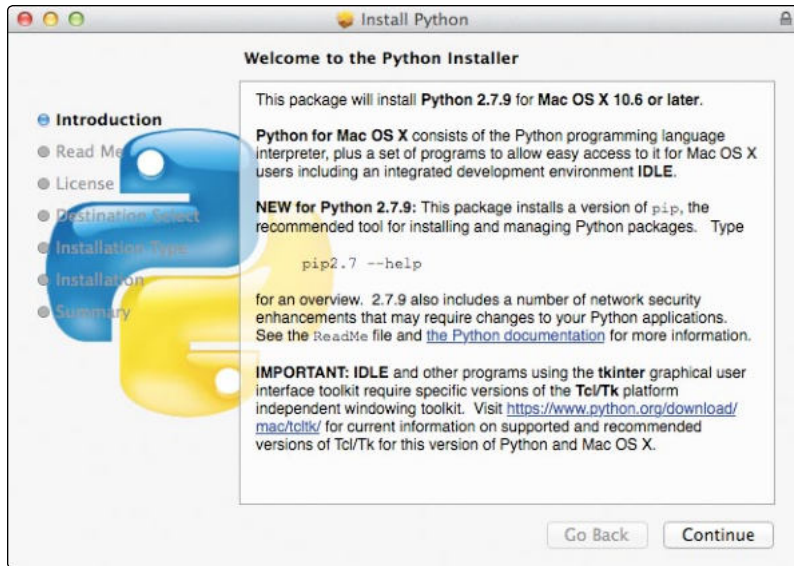 Install Python
Welcome to the Python Installer
Introduction
Read Me
License
Destination Select
Installation Type
Installation
Summary
This package will install Python 2.7.9 for Mac OS X 10.6 or later.
Python for Mac OS X consists of the Python programming language
interpreter, plus a set of programs to allow easy access to it for Mac OS X
users including an integrated development environment IDLE.
NEW for Python 2.7.9: This package installs a version of pip, the
recommended tool for installing and managing Python packages. Type
pip2.7 --help
for an overview. 2.7.9 also includes a number of network security
enhancements that may require changes to your Python applications.
See the ReadMe file and the Python documentation for more information.
IMPORTANT: IDLE and other programs using the tkinter graphical user
interface toolkit require specific versions of the Tcl/Tk platform
independent windowing toolkit. Visit https://www.python.org/download/
mac/tcltk/ for current information on supported and recommended
versions of Tcl/Tk for this version of Python and Mac OS X.
Go Back
Continue